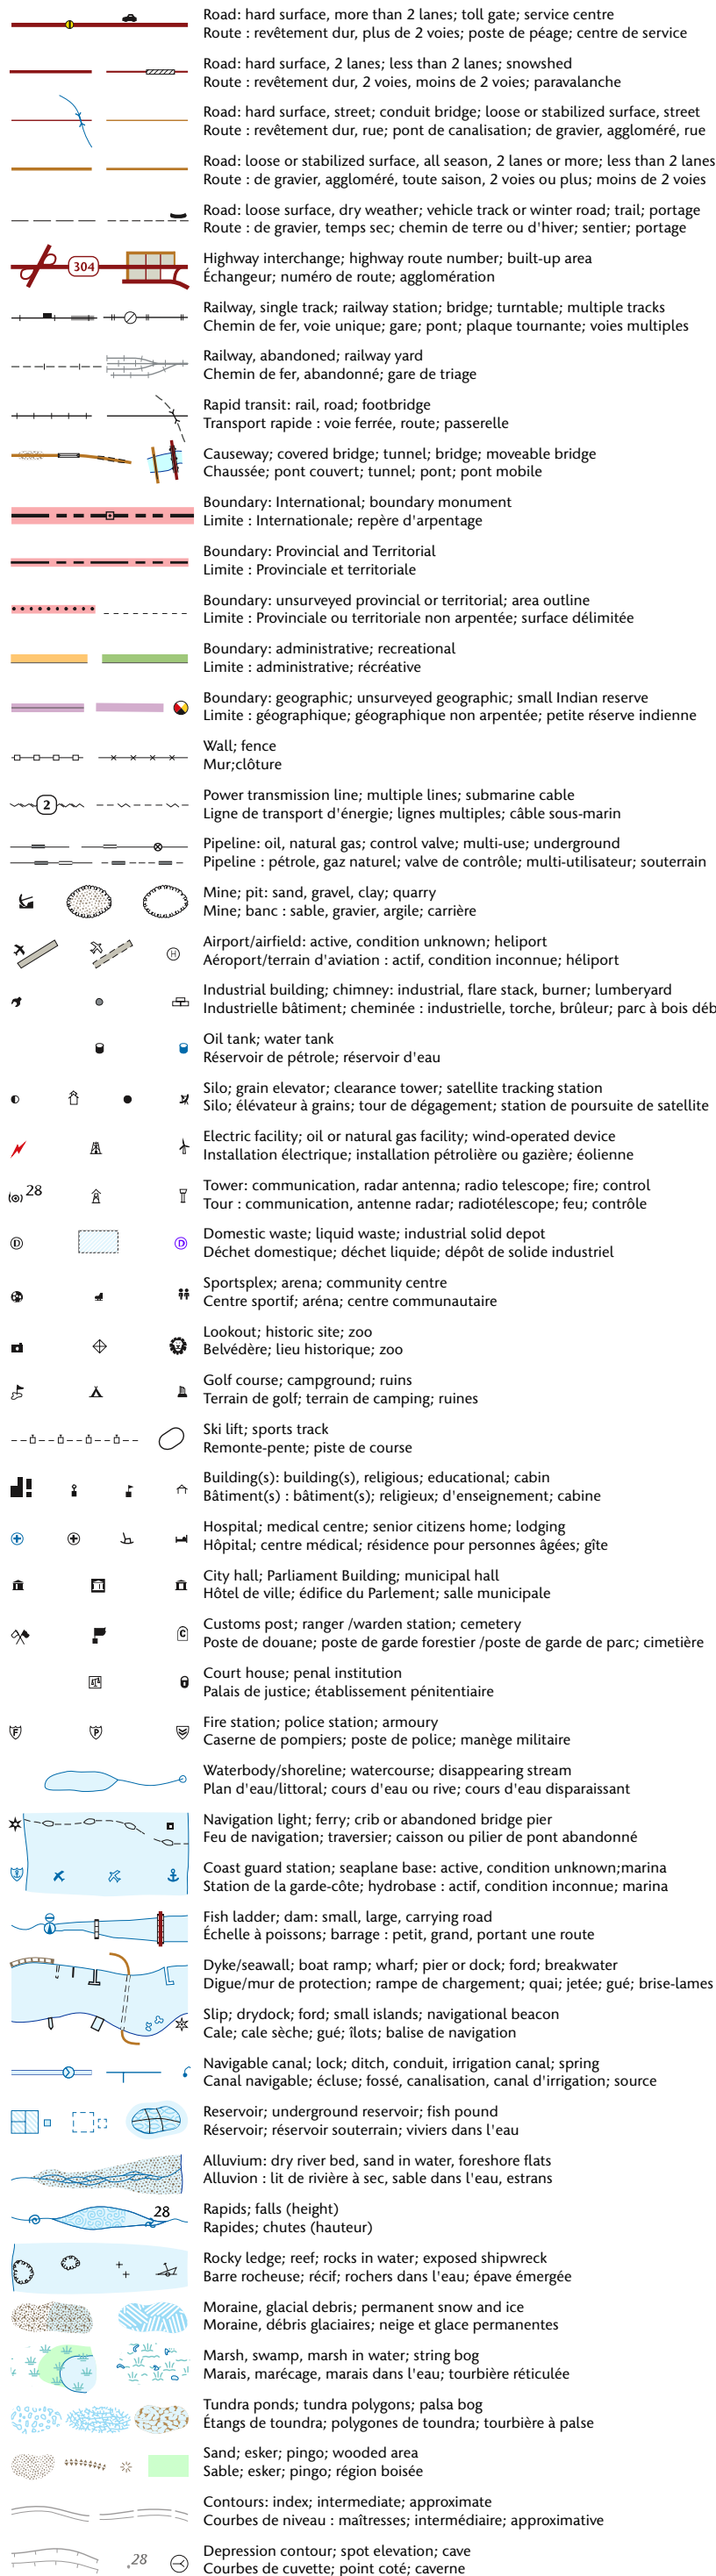 Road: hard surface, more than 2 lanes; toll gate; service centre
Route : revêtement dur, plus de 2 voies; poste de péage; centre de service
Road: hard surface, 2 lanes; less than 2 lanes; snowshed
Route : revêtement dur, 2 voies, moins de 2 voies; paravalanche
Road: hard surface, street; conduit bridge; loose or stabilized surface, street
Route : revêtement dur, rue; pont de canalisation; de gravier, aggloméré, rue
Road: loose or stabilized surface, all season, 2 lanes or more; less than 2 lanes
Route : de gravier, aggloméré, toute saison, 2 voies ou plus; moins de 2 voies
Road: loose surface, dry weather; vehicle track or winter road; trail; portage
Route : de gravier, temps sec; chemin de terre ou d'hiver; sentier; portage
304
Highway interchange; highway route number; built-up area
Échangeur; numéro de route; agglomération
Railway, single track; railway station; bridge; turntable; multiple tracks
Chemin de fer, voie unique; gare; pont; plaque tournante; voies multiples
Railway, abandoned; railway yard
Chemin de fer, abandonné; gare de triage
Rapid transit: rail, road; footbridge
Transport rapide : voie ferrée, route; passerelle
Causeway; covered bridge; tunnel; bridge; moveable bridge
Chaussée; pont couvert; tunnel; pont; pont mobile
Boundary: International; boundary monument
Limite : Internationale; repère d'arpentage
Boundary: Provincial and Territorial
Limite : Provinciale et territoriale
Boundary: unsurveyed provincial or territorial; area outline
Limite : Provinciale ou territoriale non arpentée; surface délimitée
Boundary: administrative; recreational
Limite : administrative; récréative
Boundary: geographic; unsurveyed geographic; small Indian reserve
Limite : géographique; géographique non arpentée; petite réserve indienne
Wall; fence
Mur;clôture
2
Power transmission line; multiple lines; submarine cable
Ligne de transport d'énergie; lignes multiples; câble sous-marin
Pipeline: oil, natural gas; control valve; multi-use; underground
Pipeline : pétrole, gaz naturel; valve de contrôle; multi-utilisateur; souterrain
Mine; pit: sand, gravel, clay; quarry
Mine; banc : sable, gravier, argile; carrière
H
Airport/airfield: active, condition unknown; heliport
Aéroport/terrain d'aviation : actif, condition inconnue; héliport
Industrial building; chimney: industrial, flare stack, burner; lumberyard
Industrielle bâtiment; cheminée : industrielle, torche, brûleur; parc à bois déb
Oil tank; water tank
Réservoir de pétrole; réservoir d'eau
Silo; grain elevator; clearance tower; satellite tracking station
Silo; élévateur à grains; tour de dégagement; station de poursuite de satellite
Electric facility; oil or natural gas facility; wind-operated device
Installation électrique; installation pétrolière ou gazière; éolienne
28
Tower: communication, radar antenna; radio telescope; fire; control
Tour : communication, antenne radar; radiotélescope; feu; contrôle
D D
Domestic waste; liquid waste; industrial solid depot
Déchet domestique; déchet liquide; dépôt de solide industriel
Sportsplex; arena; community centre
Centre sportif; aréna; centre communautaire
Lookout; historic site; zoo
Belvédère; lieu historique; zoo
Golf course; campground; ruins
Terrain de golf; terrain de camping; ruines
Ski lift; sports track
Remonte-pente; piste de course
Building(s): building(s), religious; educational; cabin
Bâtiment(s) : bâtiment(s); religieux; d'enseignement; cabine
Hospital; medical centre; senior citizens home; lodging
Hôpital; centre médical; résidence pour personnes âgées; gîte
City hall; Parliament Building; municipal hall
Hôtel de ville; édifice du Parlement; salle municipale
C
Customs post; ranger /warden station; cemetery
Poste de douane; poste de garde forestier /poste de garde de parc; cimetière
Court house; penal institution
Palais de justice; établissement pénitentiaire
F P
Fire station; police station; armoury
Caserne de pompiers; poste de police; manège militaire
Waterbody/shoreline; watercourse; disappearing stream
Plan d'eau/littoral; cours d'eau ou rive; cours d'eau disparaissant
Navigation light; ferry; crib or abandoned bridge pier
Feu de navigation; traversier; caisson ou pilier de pont abandonné
Coast guard station; seaplane base: active, condition unknown;marina
Station de la garde-côte; hydrobase : actif, condition inconnue; marina
Fish ladder; dam: small, large, carrying road
Échelle à poissons; barrage : petit, grand, portant une route
Dyke/seawall; boat ramp; wharf; pier or dock; ford; breakwater
Digue/mur de protection; rampe de chargement; quai; jetée; gué; brise-lames
Slip; drydock; ford; small islands; navigational beacon
Cale; cale sèche; gué; îlots; balise de navigation
Navigable canal; lock; ditch, conduit, irrigation canal; spring
Canal navigable; écluse; fossé, canalisation, canal d'irrigation; source
Reservoir; underground reservoir; fish pound
Réservoir; réservoir souterrain; viviers dans l'eau
Alluvium: dry river bed, sand in water, foreshore flats
Alluvion : lit de rivière à sec, sable dans l'eau, estrans
28
Rapids; falls (height)
Rapides; chutes (hauteur)
Rocky ledge; reef; rocks in water; exposed shipwreck
Barre rocheuse; récif; rochers dans l'eau; épave émergée
Moraine, glacial debris; permanent snow and ice
Moraine, débris glaciaires; neige et glace permanentes
Marsh, swamp, marsh in water; string bog
Marais, marécage, marais dans l'eau; tourbière réticulée
Tundra ponds; tundra polygons; palsa bog
Étangs de toundra; polygones de toundra; tourbière à palse
Sand; esker; pingo; wooded area
Sable; esker; pingo; région boisée
Contours: index; intermediate; approximate
Courbes de niveau : maîtresses; intermédiaire; approximative
.28
Depression contour; spot elevation; cave
Courbes de cuvette; point coté; caverne